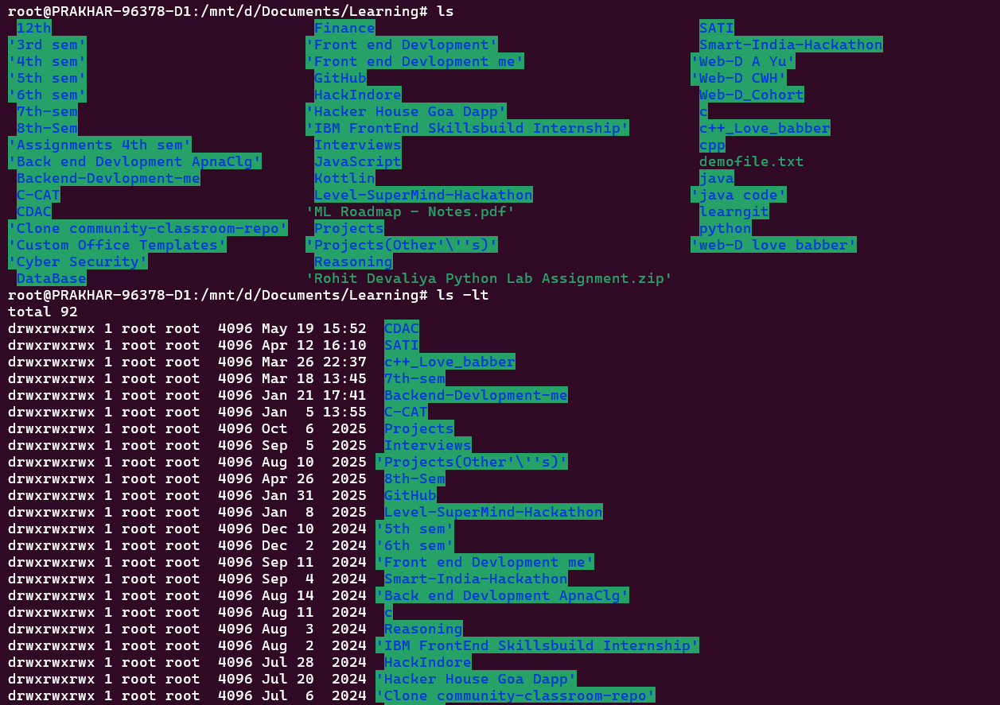 root@PRAKHAR-96378-D1:/mnt/d/Documents/Learning# ls
 12th                               Finance                                     SATI
'3rd sem'                          'Front end Devlopment'                       Smart-India-Hackathon
'4th sem'                          'Front end Devlopment me'                   'Web-D A Yu'
'5th sem'                           GitHub                                     'Web-D CWH'
'6th sem'                           HackIndore                                  Web-D_Cohort
 7th-sem                           'Hacker House Goa Dapp'                      c
 8th-Sem                           'IBM FrontEnd Skillsbuild Internship'        c++_Love_babber
'Assignments 4th sem'               Interviews                                  cpp
'Back end Devlopment ApnaClg'       JavaScript                                  demofile.txt
 Backend-Devlopment-me              Kottlin                                     java
 C-CAT                              Level-SuperMind-Hackathon                  'java code'
 CDAC                              'ML Roadmap - Notes.pdf'                     learngit
'Clone community-classroom-repo'    Projects                                    python
'Custom Office Templates'          'Projects(Other'\''s)'                      'web-D love babber'
'Cyber Security'                    Reasoning
 DataBase                          'Rohit Devaliya Python Lab Assignment.zip'
root@PRAKHAR-96378-D1:/mnt/d/Documents/Learning# ls -lt
total 92
drwxrwxrwx 1 root root  4096 May 19 15:52  CDAC
drwxrwxrwx 1 root root  4096 Apr 12 16:10  SATI
drwxrwxrwx 1 root root  4096 Mar 26 22:37  c++_Love_babber
drwxrwxrwx 1 root root  4096 Mar 18 13:45  7th-sem
drwxrwxrwx 1 root root  4096 Jan 21 17:41  Backend-Devlopment-me
drwxrwxrwx 1 root root  4096 Jan  5 13:55  C-CAT
drwxrwxrwx 1 root root  4096 Oct  6  2025  Projects
drwxrwxrwx 1 root root  4096 Sep  5  2025  Interviews
drwxrwxrwx 1 root root  4096 Aug 10  2025 'Projects(Other'\''s)'
drwxrwxrwx 1 root root  4096 Apr 26  2025  8th-Sem
drwxrwxrwx 1 root root  4096 Jan 31  2025  GitHub
drwxrwxrwx 1 root root  4096 Jan  8  2025  Level-SuperMind-Hackathon
drwxrwxrwx 1 root root  4096 Dec 10  2024 '5th sem'
drwxrwxrwx 1 root root  4096 Dec  2  2024 '6th sem'
drwxrwxrwx 1 root root  4096 Sep 11  2024 'Front end Devlopment me'
drwxrwxrwx 1 root root  4096 Sep  4  2024  Smart-India-Hackathon
drwxrwxrwx 1 root root  4096 Aug 14  2024 'Back end Devlopment ApnaClg'
drwxrwxrwx 1 root root  4096 Aug 11  2024  c
drwxrwxrwx 1 root root  4096 Aug  3  2024  Reasoning
drwxrwxrwx 1 root root  4096 Aug  2  2024 'IBM FrontEnd Skillsbuild Internship'
drwxrwxrwx 1 root root  4096 Jul 28  2024  HackIndore
drwxrwxrwx 1 root root  4096 Jul 20  2024 'Hacker House Goa Dapp'
drwxrwxrwx 1 root root  4096 Jul  6  2024 'Clone community-classroom-repo'